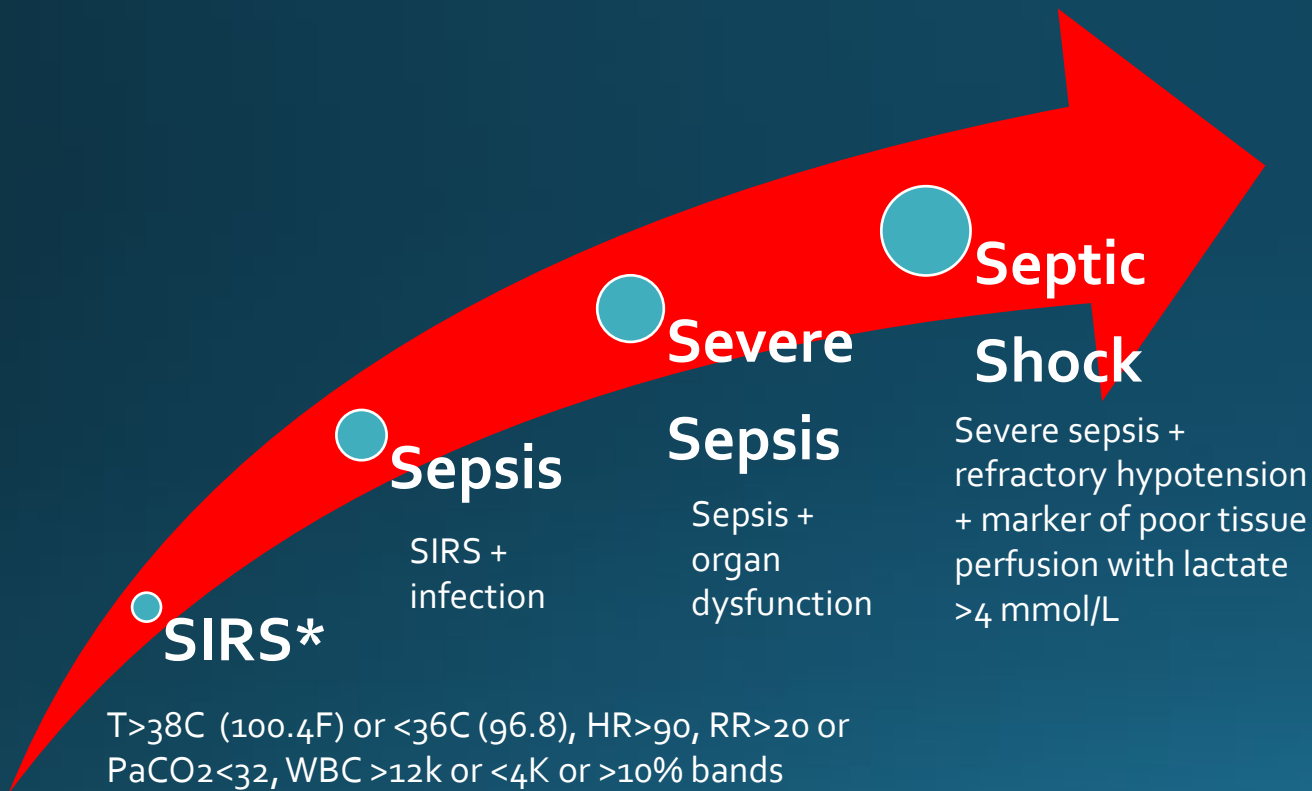 SIRS*
T>38C (100.4F) or <36C (96.8), HR>90, RR>20 or
PaCO2<32, WBC >12k or <4K or >10% bands
Sepsis
SIRS +
infection
Severe
Sepsis
Sepsis +
organ
dysfunction
Septic
Shock
Severe sepsis +
refractory hypotension
+ marker of poor tissue
perfusion with lactate
>4 mmol/L